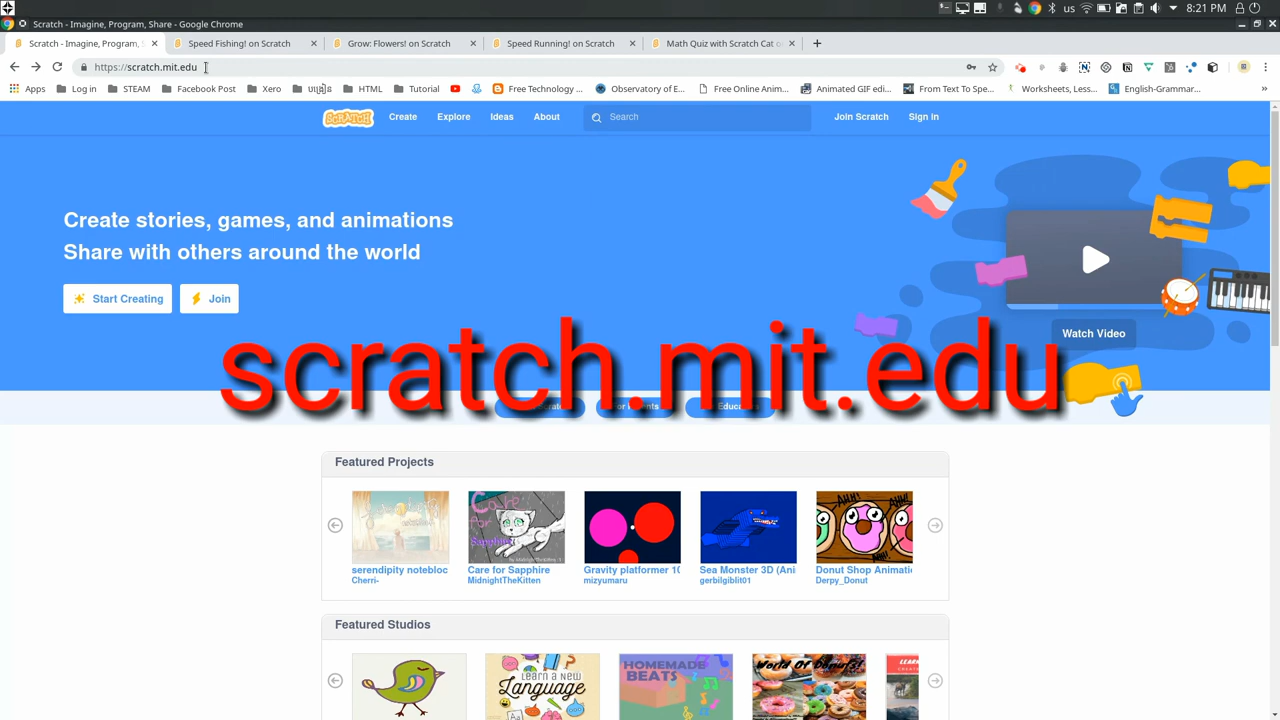 us
8:21 PM
Scratch - Imagine, Program, Share - Google Chrome
Scratch - Imagine, Program, S
Speed Fishing! on Scratch
Grow: Flowers! on Scratch
Speed Running! on Scratch
Math Quiz with Scratch Cat o
https://scratch.mit.edu
Apps
Log in
STEAM
Facebook Post
Xero
HTML
Tutorial
Free Technology ...
Observatory of E...
Free Online Anim...
Animated GIF edi...
From Text To Spe...
Worksheets, Less...
English-Grammar...
SCRATCH
Create
Explore
Ideas
About
Search
Join Scratch
Sign in
Create stories, games, and animations
Share with others around the world
Start Creating
Join
Watch Video
scratch.mit.edu
Featured Projects
serendipity notebloc
Cherri-
Care for Sapphire
MidnightTheKitten
Gravity platformer 10
mizyumaru
Sea Monster 3D (Ani
gerbilgiblit01
AHH!
AHH!
Donut Shop Animatic
Derpy_Donut
Featured Studios
LEARN A NEW
Language
HOMEMADE
BEATS
World Of Donuts!